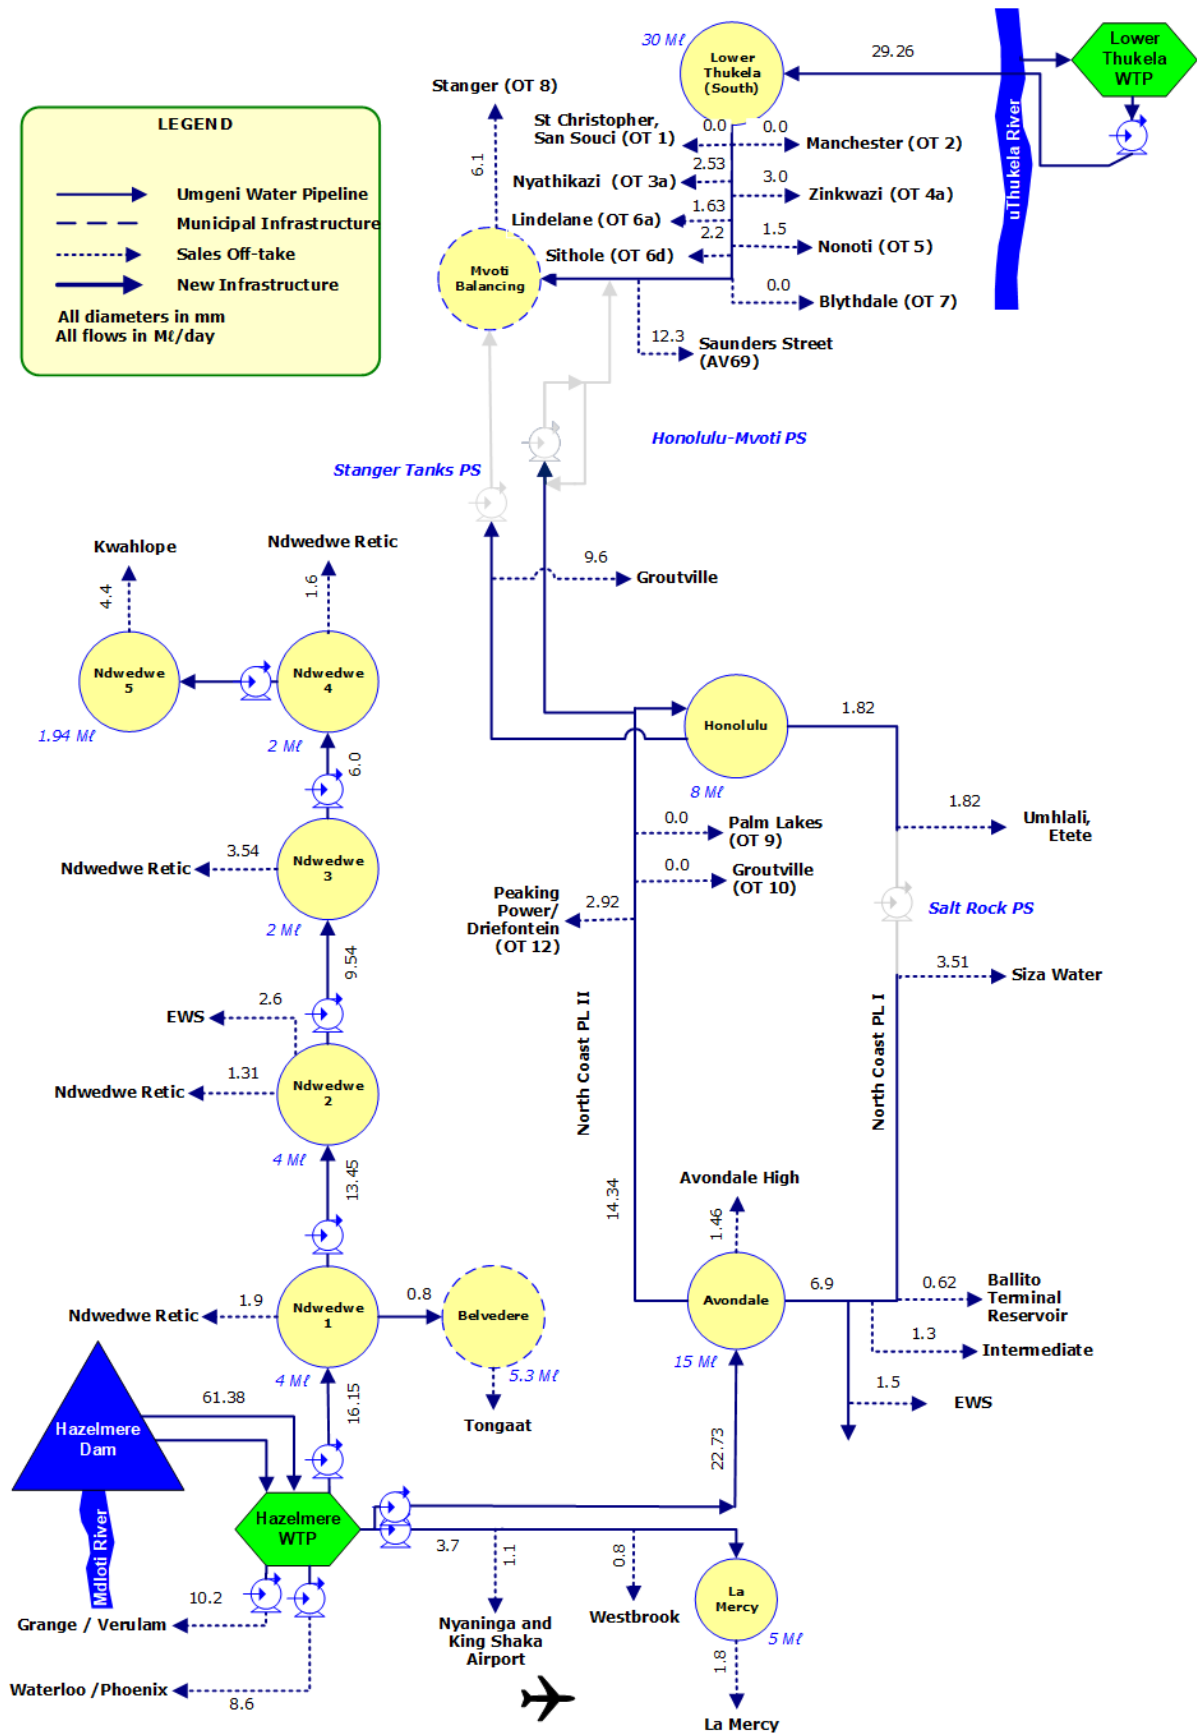 30 Mℓ
Lower
Thukela
(South)
29.26
Lower
Thukela
WTP
uThukela River
Stanger (OT 8)
6.1
St Christopher,
San Souci (OT 1)
0.0
0.0
Manchester (OT 2)
Nyathikazi (OT 3a)
2.53
3.0
Zinkwazi (OT 4a)
Lindelane (OT 6a)
1.63
1.5
Nonoti (OT 5)
Sithole (OT 6d)
2.2
0.0
Blythdale (OT 7)
Mvoti
Balancing
12.3
Saunders Street
(AV69)
LEGEND
Umgeni Water Pipeline
Municipal Infrastructure
Sales Off-take
New Infrastructure
All diameters in mm
All flows in Mℓ/day
Honolulu-Mvoti PS
Stanger Tanks PS
Kwahlope
4.4
Ndwedwe Retic
1.6
9.6
Groutville
Ndwedwe
5
1.94 Mℓ
Ndwedwe
4
2 Mℓ
6.0
Honolulu
8 Mℓ
1.82
1.82
Umhlali,
Etete
0.0
Palm Lakes
(OT 9)
0.0
Groutville
(OT 10)
Peaking
Power/
Driefontein
(OT 12)
2.92
Salt Rock PS
3.51
Siza Water
Ndwedwe Retic
3.54
Ndwedwe
3
2 Mℓ
9.54
EWS
2.6
Ndwedwe Retic
1.31
Ndwedwe
2
4 Mℓ
13.45
North Coast PL II
North Coast PL I
14.34
Avondale High
1.46
Avondale
15 Mℓ
6.9
0.62
Ballito
Terminal
Reservoir
1.3
Intermediate
1.5
EWS
Ndwedwe Retic
1.9
Ndwedwe
1
4 Mℓ
0.8
Belvedere
5.3 Mℓ
Tongaat
16.15
22.73
61.38
Hazelmere
Dam
Mdloti River
Hazelmere
WTP
3.7
1.1
0.8
Nyaninga and
King Shaka
Airport
Westbrook
La
Mercy
5 Mℓ
1.8
La Mercy
10.2
Grange / Verulam
Waterloo /Phoenix
8.6